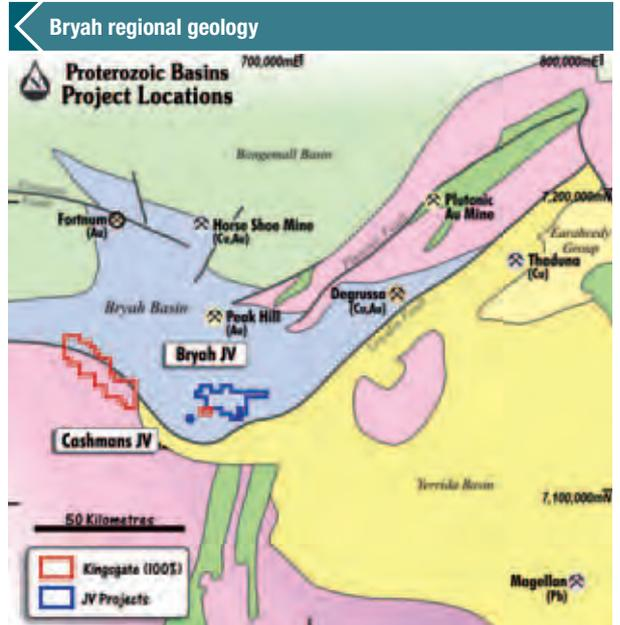 Bryah regional geology
700,000mE
800,000mE
Proterozoic Basins
Project Locations
Bangemall Basin
Plutonic
Au Mine
7,200,000mN
Fortnum
(Au)
Horse Shoe Mine
(Cu,Au)
Earaheedy
Group
Thaduna
(Cu)
Degrussa
(Cu,Au)
Bryah Basin
Peak Hill
(Au)
Bryah JV
Cashmans JV
Yerrida Basin
7,100,000mN
50 Kilometres
Kingsgate (100%)
JV Projects
Magellan
(Pb)